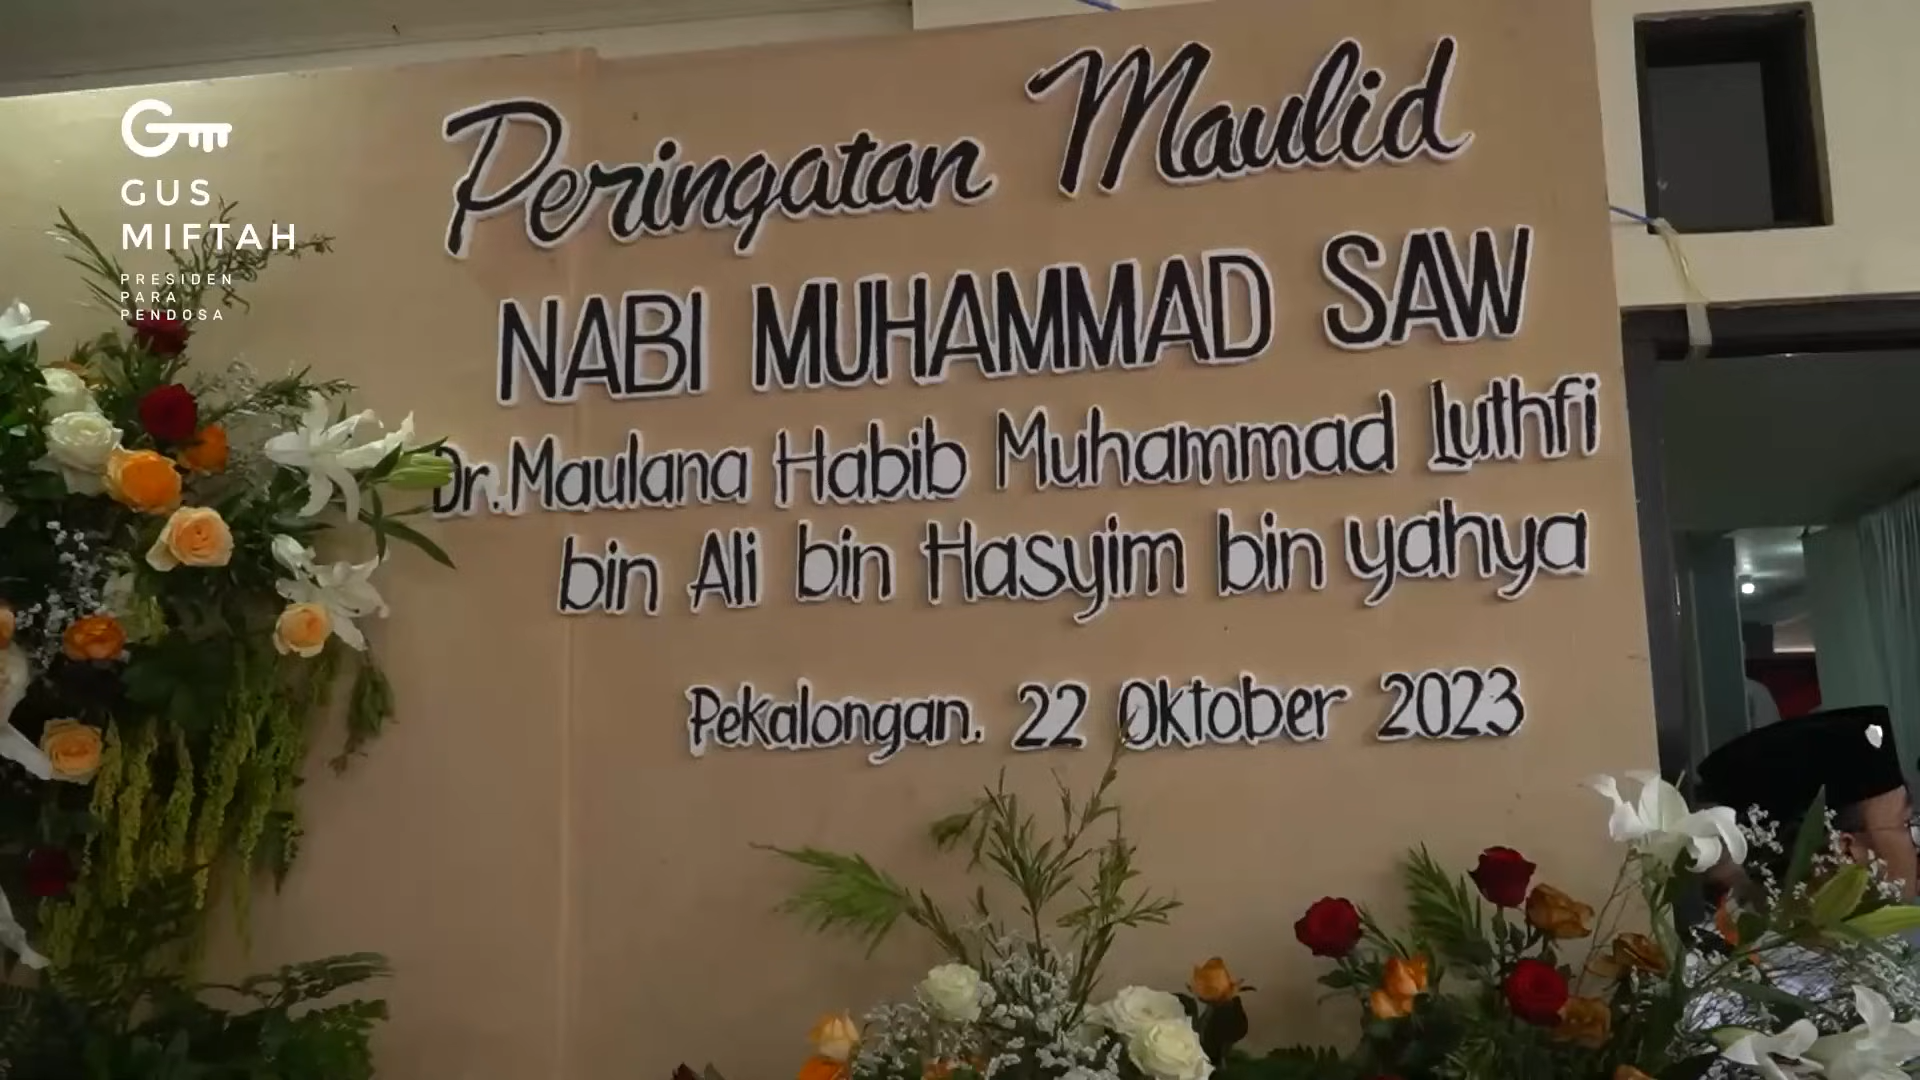 GUS
MIFTAH
PRESIDEN
PARA
PENDOSA
Peringatan Maulid
NABI MUHAMMAD SAW
Dr. Maulana Habib Muhammad Luthfi
bin Ali bin Hasyim bin yahya
Pekalongan. 22 Oktober 2023